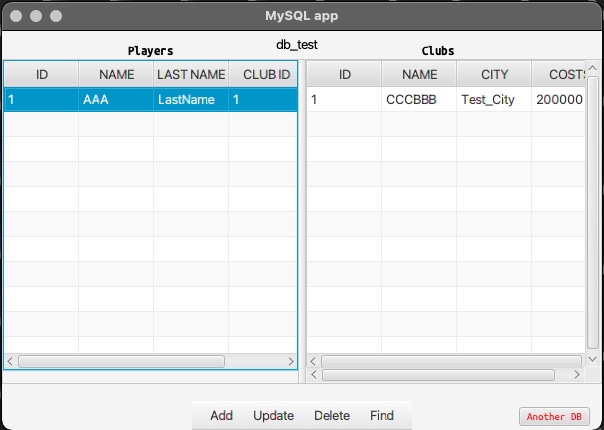 MySQL app
db_test
Players Clubs
ID NAME LAST NAME CLUB ID ID NAME CITY COSTS
1 AAA LastName 1 1 CCCBBB Test_City 200000
Add Update Delete Find
Another DB